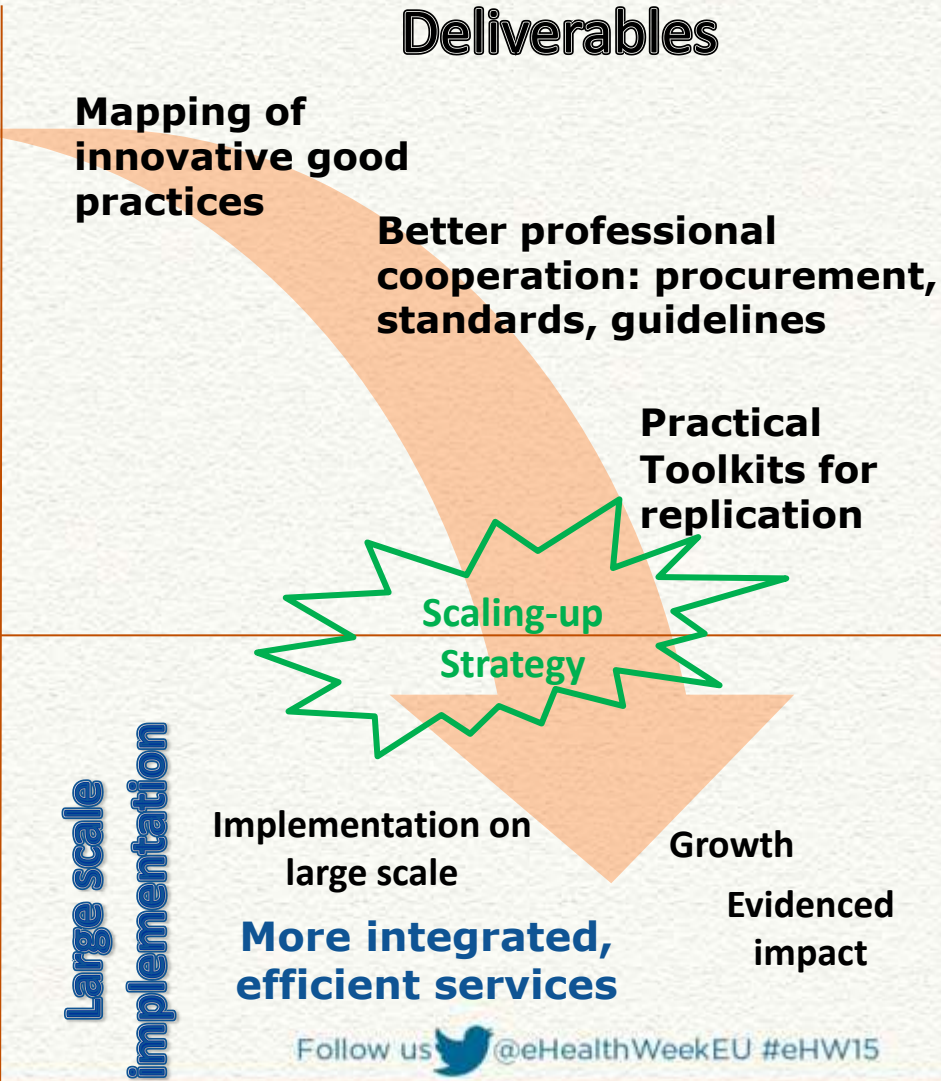 Deliverables
Mapping of
innovative good
practices
Better professional
cooperation: procurement,
standards, guidelines
Practical
Toolkits for
replication
Scaling-up
Strategy
Large scale
implementation
Implementation on
large scale
Growth
Evidenced
impact
More integrated,
efficient services
Follow us @eHealthWeekEU #eHW15